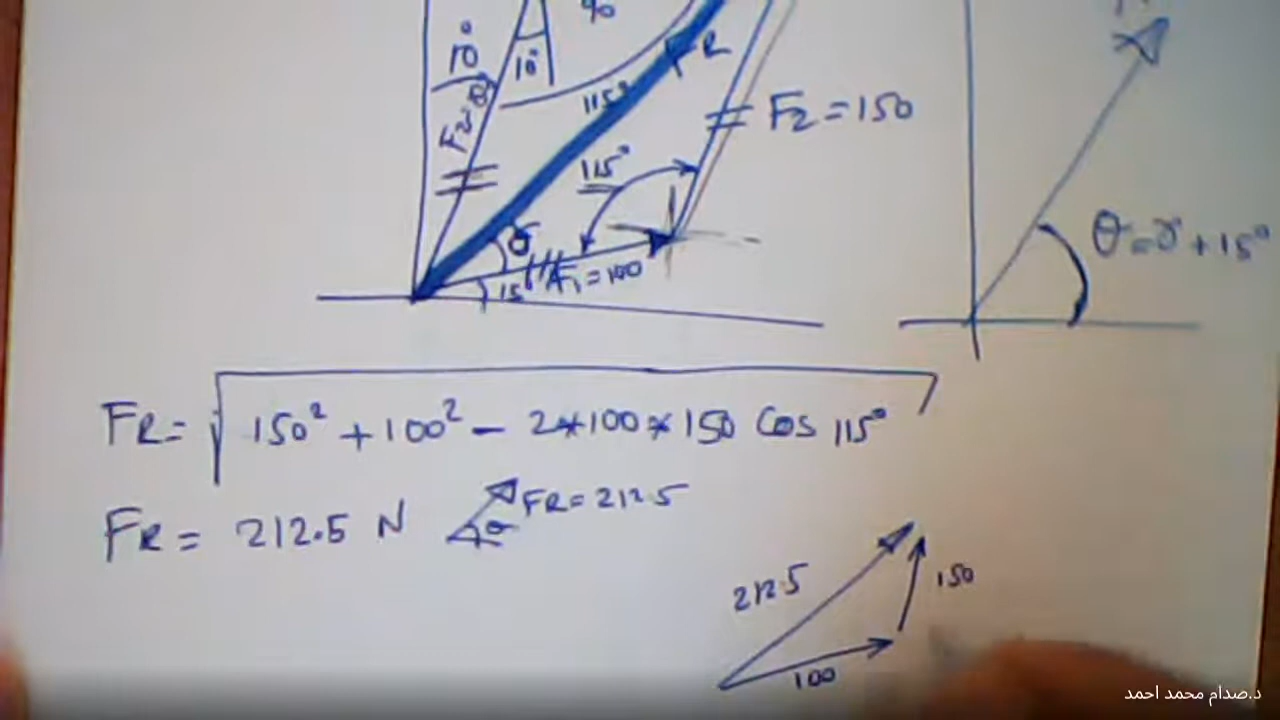 10°
10°
%
F2=
115°
FR
F2 = 150
115°
γ
15°
F1 = 100
θ = γ + 15°
FR = √ 150² + 100² - 2*100*150 Cos 115°
FR = 212.5 N
θ
FR = 212.5
212.5
150
100
د.صدام محمد احمد